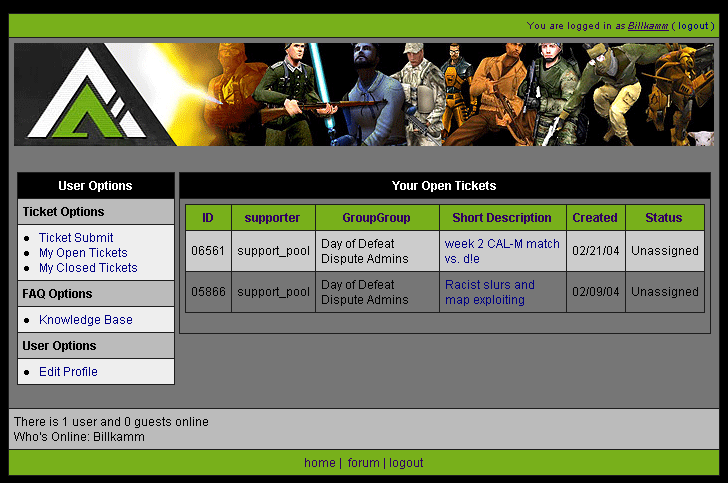 You are logged in as Billkamm ( logout )
User Options
Ticket Options
Ticket Submit
My Open Tickets
My Closed Tickets
FAQ Options
Knowledge Base
User Options
Edit Profile
Your Open Tickets
ID supporter GroupGroup Short Description Created Status
06561 support_pool Day of Defeat Dispute Admins week 2 CAL-M match vs. d!e 02/21/04 Unassigned
05866 support_pool Day of Defeat Dispute Admins Racist slurs and map exploiting 02/09/04 Unassigned
There is 1 user and 0 guests online
Who's Online: Billkamm
home | forum | logout